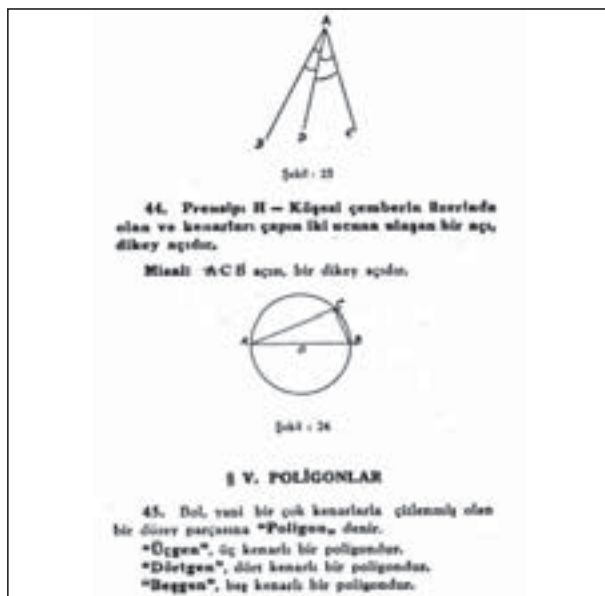 A
B D C
Şekil : 25
44. Prensip: H — Köşesi çemberin üzerinde
olan ve kenarları çapın iki ucuna ulaşan bir açı,
dikey açıdır.
Misal: ACB açısı, bir dikey açıdır.
C
A O B
Şekil : 26
§ V. POLİGONLAR
45. Bol, yani bir çok kenarlarla çizilenmiş olan
bir düzey parçasına "Poligon„ denir.
"Üçgen", üç kenarlı bir poligondur.
"Dörtgen", dört kenarlı bir poligondur.
"Beşgen", beş kenarlı bir poligondur.